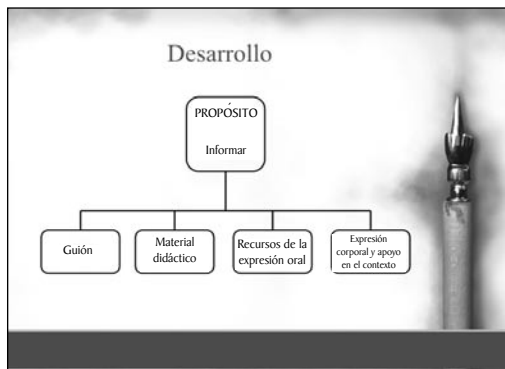 Desarrollo
PROPÓSITO
Informar
Guión
Material
didáctico
Recursos de la
expresión oral
Expresión
corporal y apoyo
en el contexto